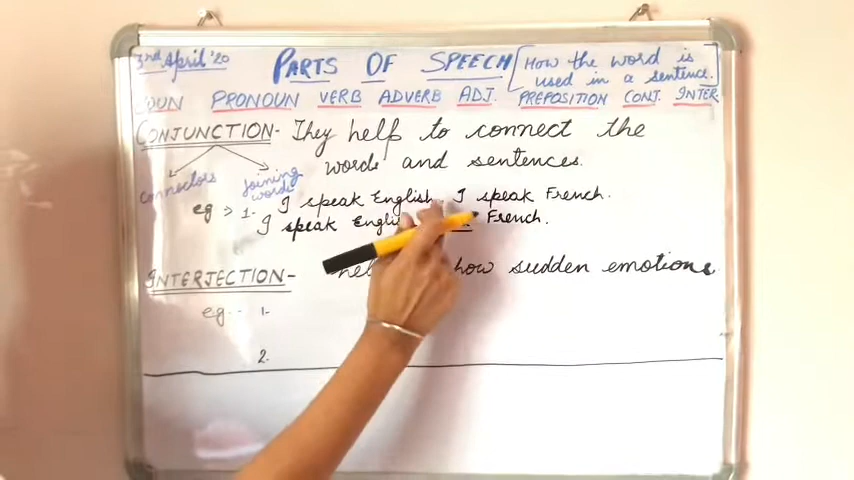 3rd April '20
PARTS OF SPEECH
[How the word is
used in a sentence.]
NOUN PRONOUN VERB ADVERB ADJ. PREPOSITION CONJ. INTER.
CONJUNCTION - They help to connect the
words and sentences.
connectors
joining
words
eg > 1. I speak English. I speak French.
I speak French.
INTERJECTION - how sudden emotions
eg.. 1.
2.